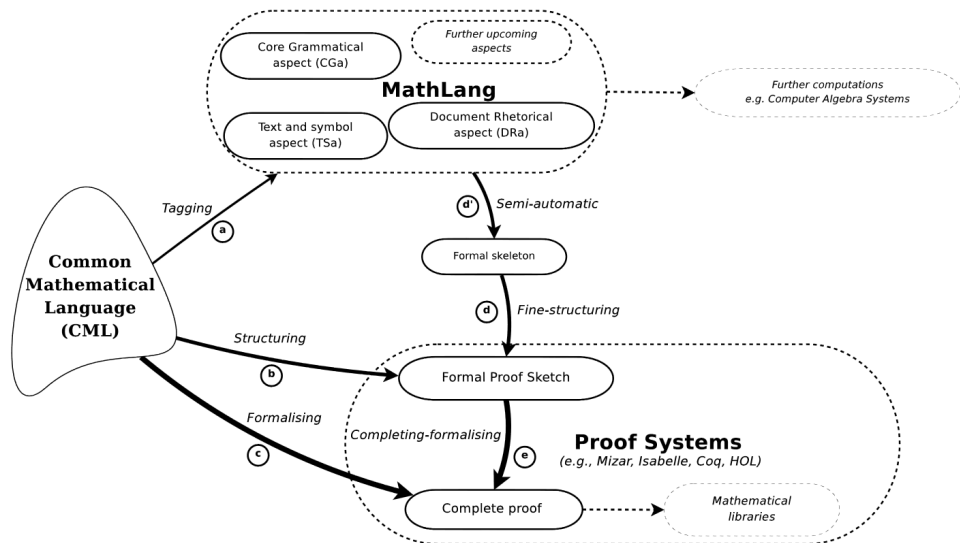 Core Grammatical
aspect (CGa)
Further upcoming
aspects
MathLang
Text and symbol
aspect (TSa)
Document Rhetorical
aspect (DRa)
Further computations
e.g. Computer Algebra Systems
Tagging
a
d'
Semi-automatic
Common
Mathematical
Language
(CML)
Formal skeleton
d
Fine-structuring
Structuring
b
Formal Proof Sketch
Formalising
c
Completing-formalising
e
Proof Systems
(e.g., Mizar, Isabelle, Coq, HOL)
Complete proof
Mathematical
libraries